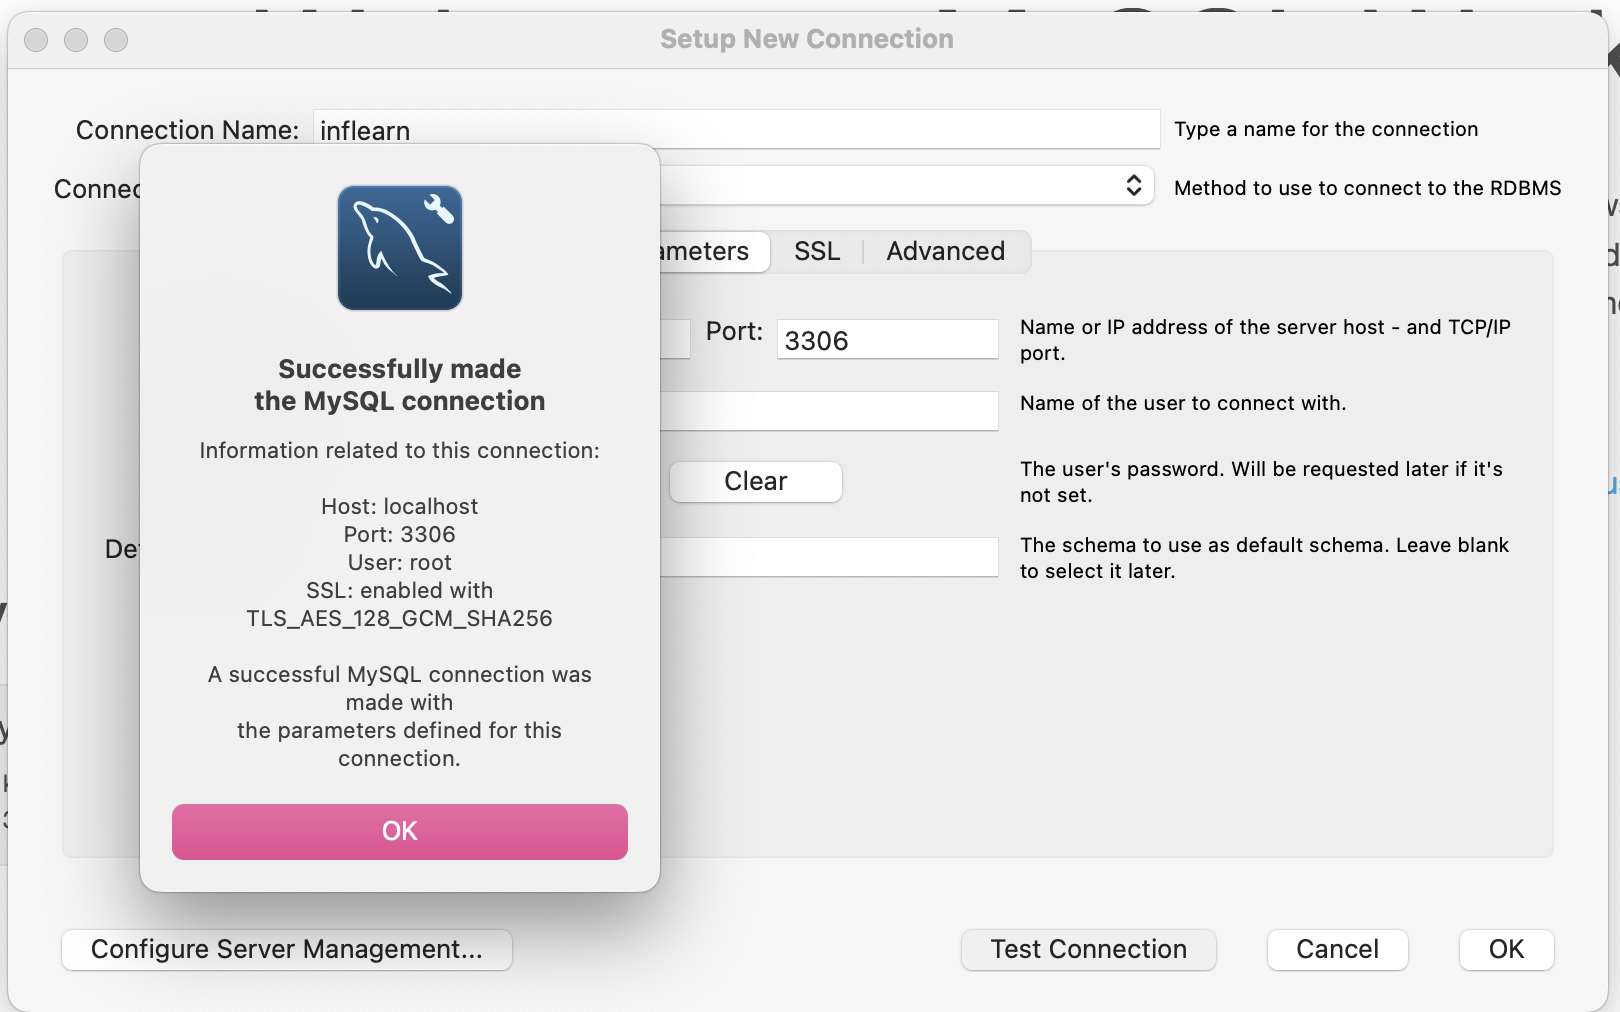 Setup New Connection
Connection Name: inflearn Type a name for the connection
Method to use to connect to the RDBMS
SSL Advanced
Port: 3306 Name or IP address of the server host - and TCP/IP
port.
Name of the user to connect with.
Clear The user's password. Will be requested later if it's
not set.
The schema to use as default schema. Leave blank
to select it later.
Successfully made
the MySQL connection
Information related to this connection:
Host: localhost
Port: 3306
User: root
SSL: enabled with
TLS_AES_128_GCM_SHA256
A successful MySQL connection was
made with
the parameters defined for this
connection.
OK
Configure Server Management... Test Connection Cancel OK